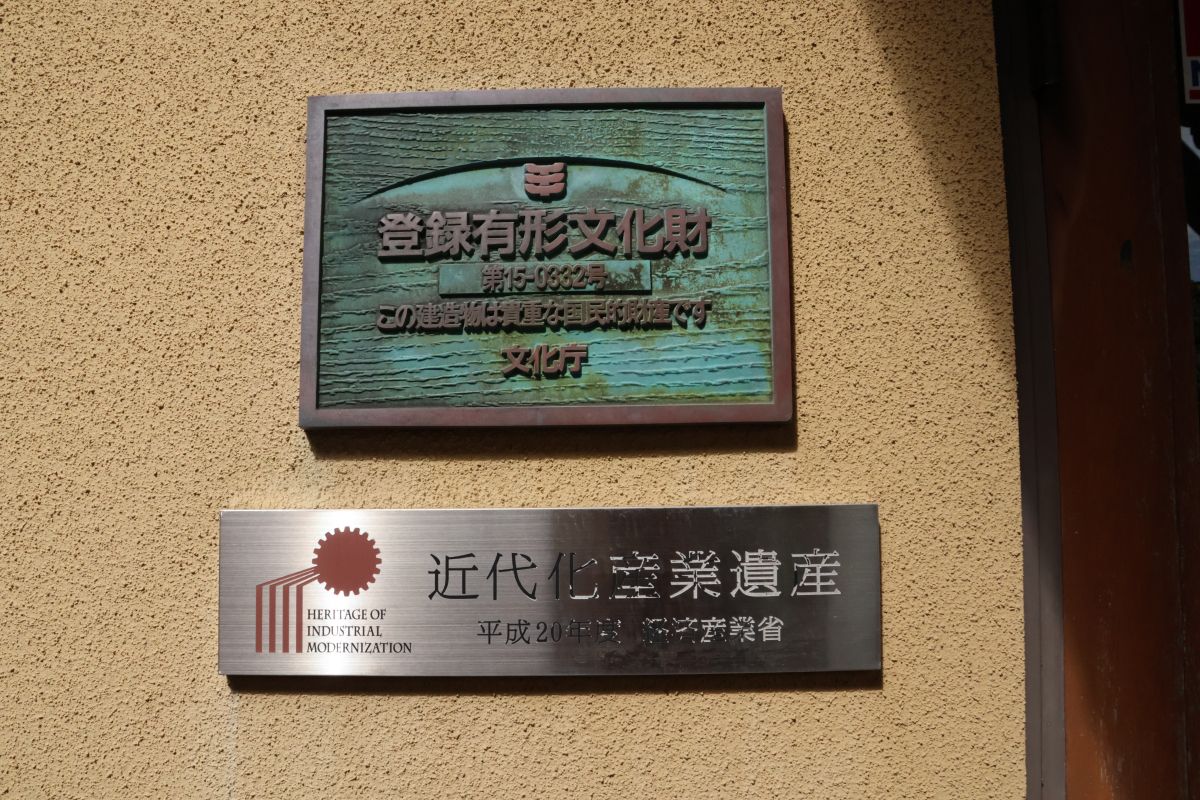 登録有形文化財
第15-0332号
この建造物は貴重な国民的財産です
文化庁
HERITAGE OF
INDUSTRIAL
MODERNIZATION
近代化産業遺産
平成20年度 経済産業省